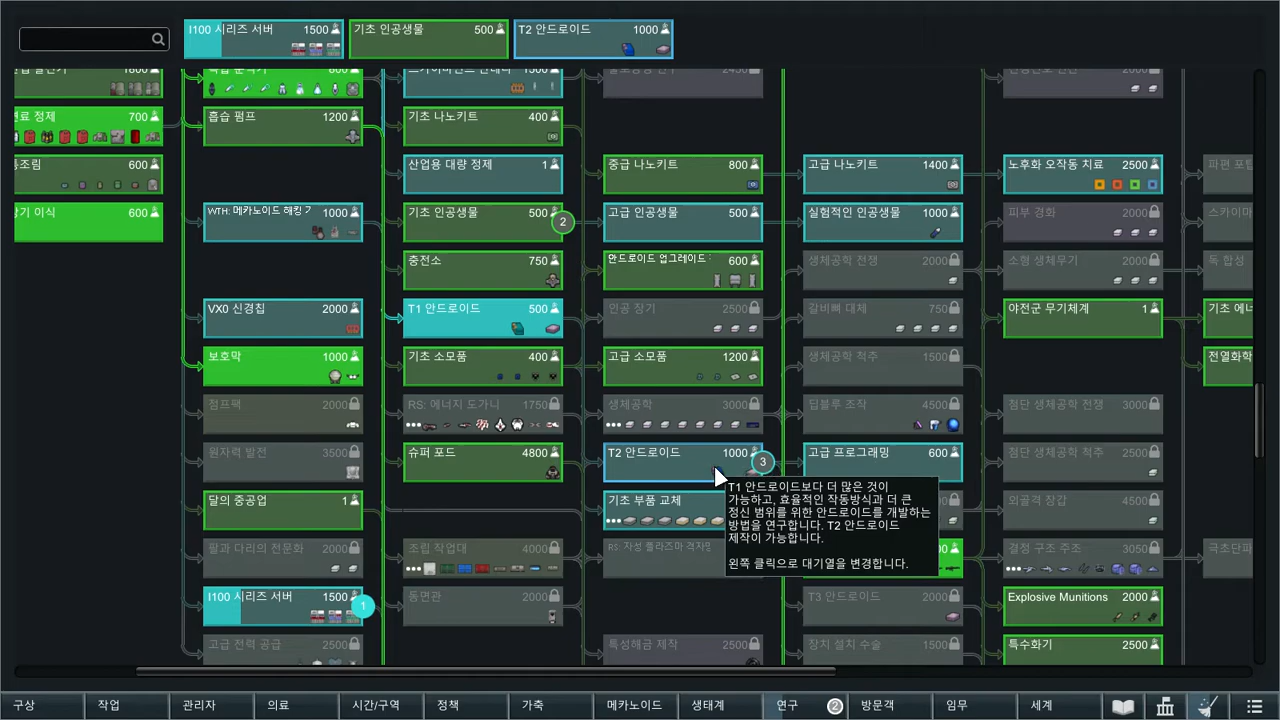 I100 시리즈 서버 1500
기초 인공생물 500
T2 안드로이드 1000
600
1500
2450
700
흡습 펌프 1200
기초 나노키트 400
600
산업용 대량 정제 1
중급 나노키트 800
고급 나노키트 1400
노후화 오작동 치료 2500
파편 포탄
장기 이식 600
WTH: 메카노이드 해킹 기 1000
기초 인공생물 500
2
고급 인공생물 500
실험적인 인공생물 1000
피부 경화 2000
스카이마
충전소 750
안드로이드 업그레이드 600
생체공학 전쟁 2000
소형 생체무기 2000
독 합성
VX0 신경칩 2000
T1 안드로이드 500
인공 장기 2500
갈비뼈 대체 750
야전군 무기체계 1
기초 에너
보호막 1000
기초 소모품 400
고급 소모품 1200
생체공학 척추 1500
전열화학
점프팩 2000
RS: 에너지 도가니 1750
생체공학 3000
딥블루 조작 4500
첨단 생체공학 전쟁 3000
원자력 발전 3500
슈퍼 포드 4800
T2 안드로이드 1000
3
고급 프로그래밍 600
첨단 생체공학 척추 2500
T1 안드로이드보다 더 많은 것이
가능하고, 효율적인 작동방식과 더 큰
정신 범위를 위한 안드로이드를 개발하는
방법을 연구합니다. T2 안드로이드
제작이 가능합니다.
왼쪽 클릭으로 대기열을 변경합니다.
달의 중공업 1
기초 부품 교체
외골격 장갑 2500
팔과 다리의 전문화 2000
조립 작업대 4000
RS: 자성 플라즈마 격자망
결정 구조 주조 3050
극초단파
I100 시리즈 서버 1500
1
동면관 2000
T3 안드로이드 2000
Explosive Munitions 2000
고급 전력 공급 2500
특성해금 제작 2500
장치 설치 수술 1500
특수화기 2500
구상 작업 관리자 의료 시간/구역 정책 가축 메카노이드 생태계 연구 2 방문객 임무 세계